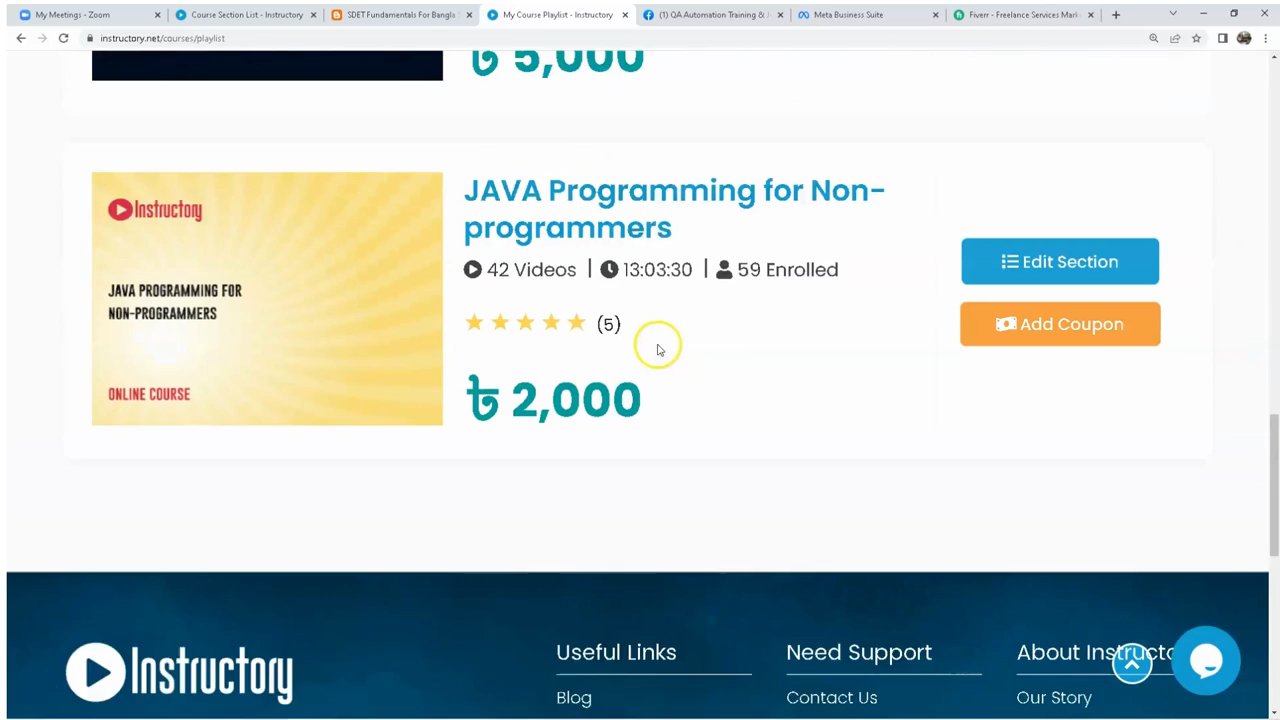 My Meetings - Zoom
Course Section List - Instructory
SDET Fundamentals For Bangla S
My Course Playlist - Instructory
(1) QA Automation Training & J
Meta Business Suite
Fiverr - Freelance Services Mark
instructory.net/courses/playlist
৳ 5,000
Instructory
JAVA PROGRAMMING FOR
NON-PROGRAMMERS
ONLINE COURSE
JAVA Programming for Non-
programmers
42 Videos | 13:03:30 | 59 Enrolled
(5)
৳ 2,000
Edit Section
Add Coupon
Instructory
Useful Links
Blog
Need Support
Contact Us
About Instructo
Our Story